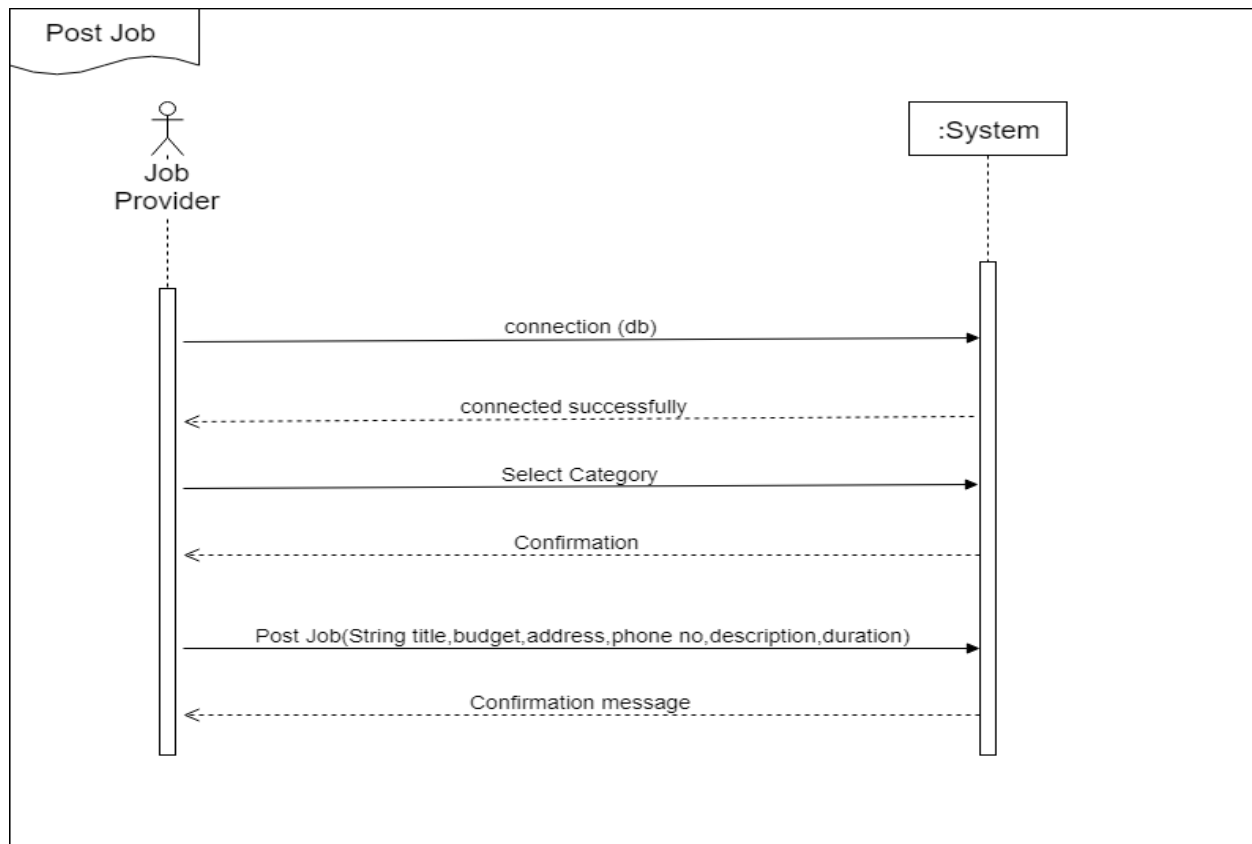 Post Job
Job
Provider
:System
connection (db)
connected successfully
Select Category
Confirmation
Post Job(String title,budget,address,phone no,description,duration)
Confirmation message